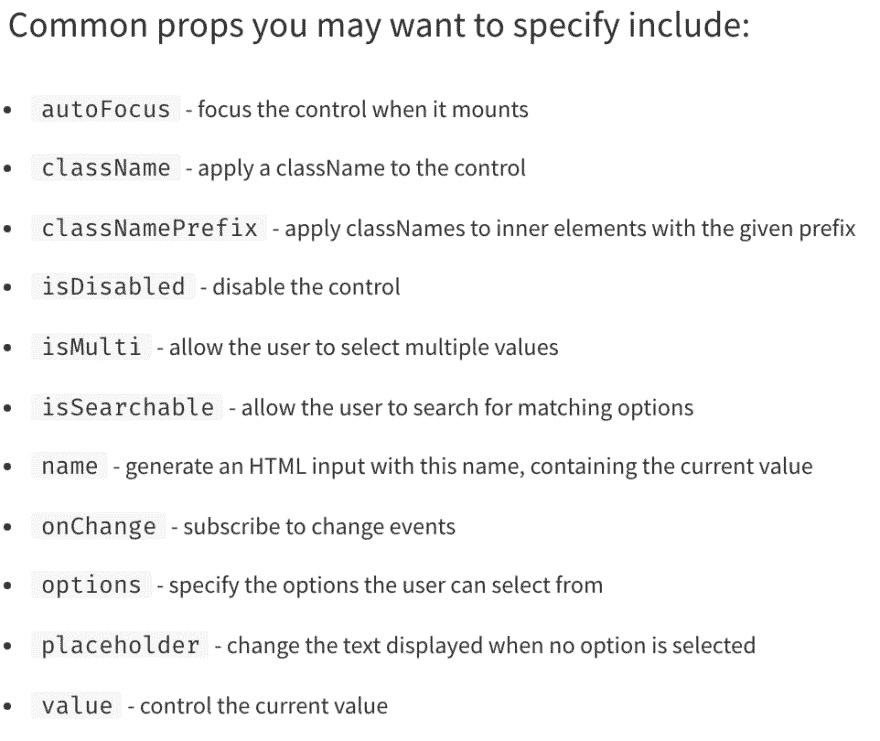 Common props you may want to specify include:
• autoFocus - focus the control when it mounts
• className - apply a className to the control
• classNamePrefix - apply classNames to inner elements with the given prefix
• isDisabled - disable the control
• isMulti - allow the user to select multiple values
• isSearchable - allow the user to search for matching options
• name - generate an HTML input with this name, containing the current value
• onChange - subscribe to change events
• options - specify the options the user can select from
• placeholder - change the text displayed when no option is selected
• value - control the current value